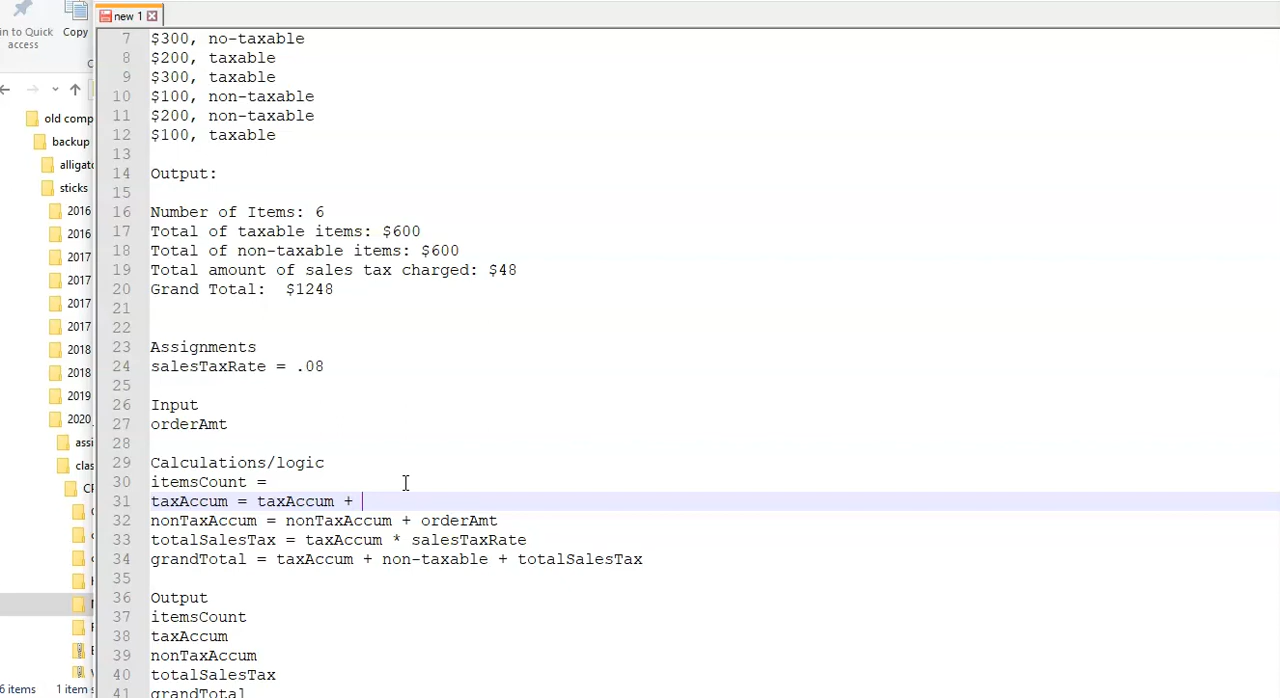 new 1
in to Quick
access
Copy
old comp
backup
alligato
sticks
2016
2016
2017
2017
2017
2017
2018
2018
2019
2020
assi
clas
6 items
1 item
7 $300, no-taxable
8 $200, taxable
9 $300, taxable
10 $100, non-taxable
11 $200, non-taxable
12 $100, taxable
13
14 Output:
15
16 Number of Items: 6
17 Total of taxable items: $600
18 Total of non-taxable items: $600
19 Total amount of sales tax charged: $48
20 Grand Total:  $1248
21
22
23 Assignments
24 salesTaxRate = .08
25
26 Input
27 orderAmt
28
29 Calculations/logic
30 itemsCount =
31 taxAccum = taxAccum +
32 nonTaxAccum = nonTaxAccum + orderAmt
33 totalSalesTax = taxAccum * salesTaxRate
34 grandTotal = taxAccum + non-taxable + totalSalesTax
35
36 Output
37 itemsCount
38 taxAccum
39 nonTaxAccum
40 totalSalesTax
41 grandTotal